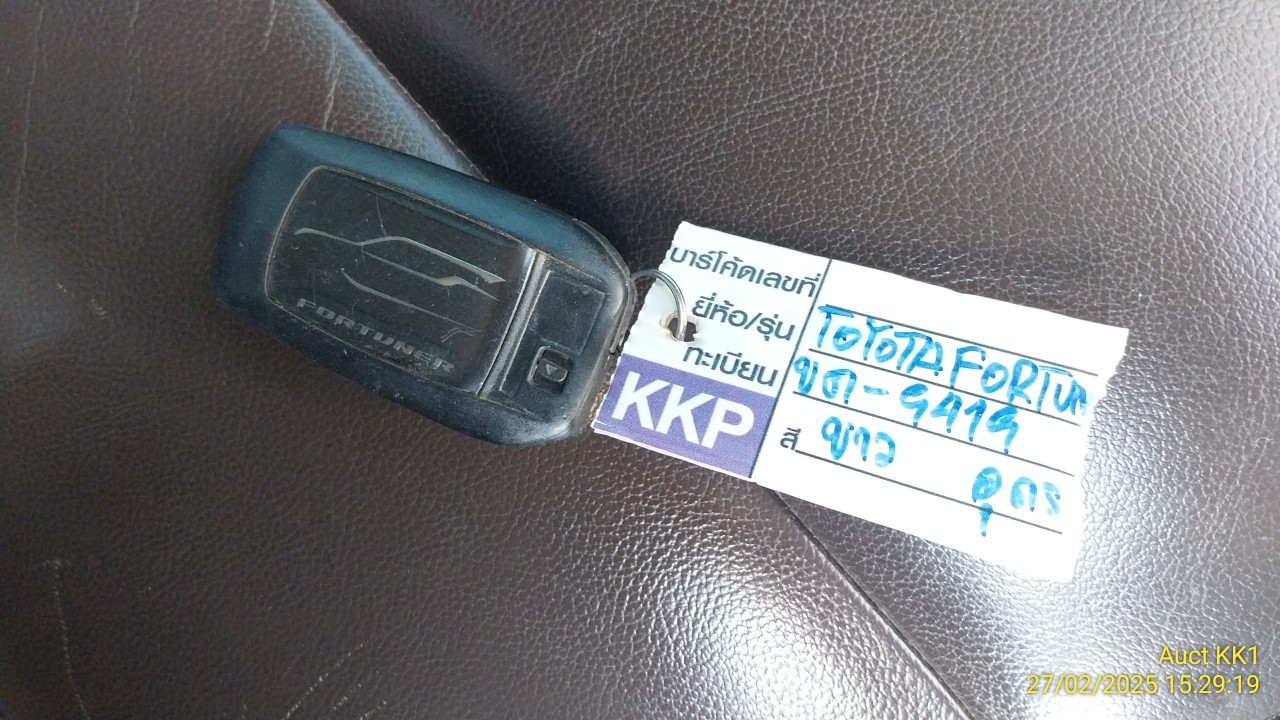 FORTUNER
บาร์โค้ดเลขที่
ยี่ห้อ/รุ่น TOYOTA FORTUN
ทะเบียน ขถ-9419
KKP
สี ขาว
อุดร
Auct KK1
27/02/2025 15:29:19